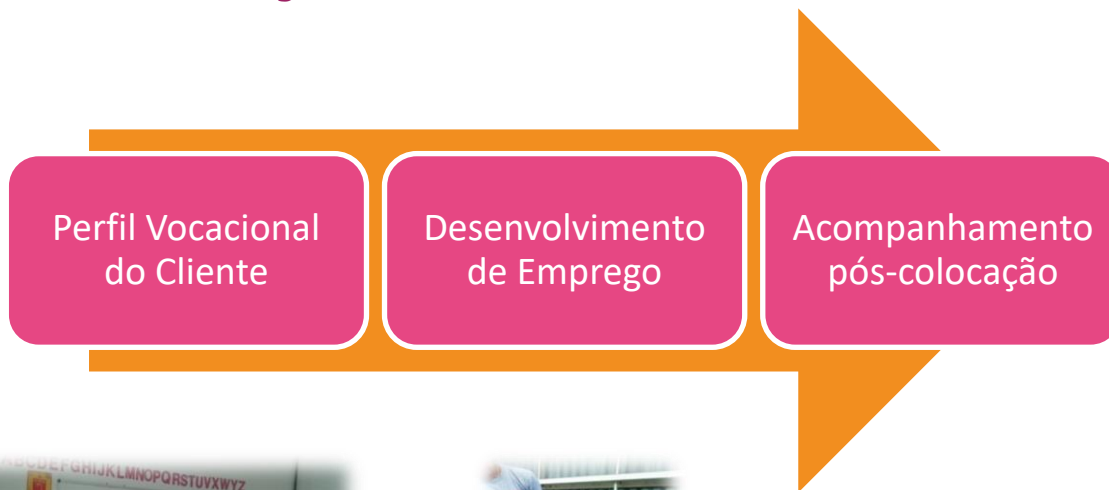 Perfil Vocacional
do Cliente
Desenvolvimento
de Emprego
Acompanhamento
pós-colocação
ABCDEFGHIJKLMNOPQRSTUVXWYZ